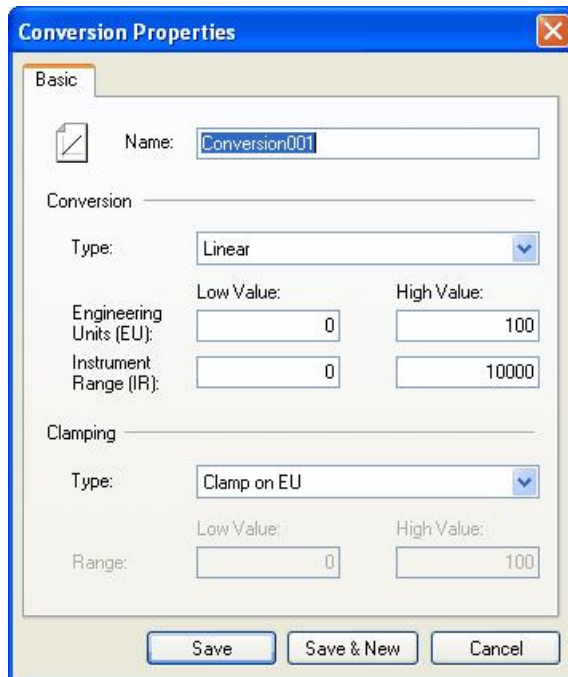 Conversion Properties
Basic
Name: Conversion001
Conversion
Type: Linear
Low Value: High Value:
Engineering
Units (EU): 0 100
Instrument
Range (IR): 0 10000
Clamping
Type: Clamp on EU
Low Value: High Value:
Range: 0 100
Save Save & New Cancel